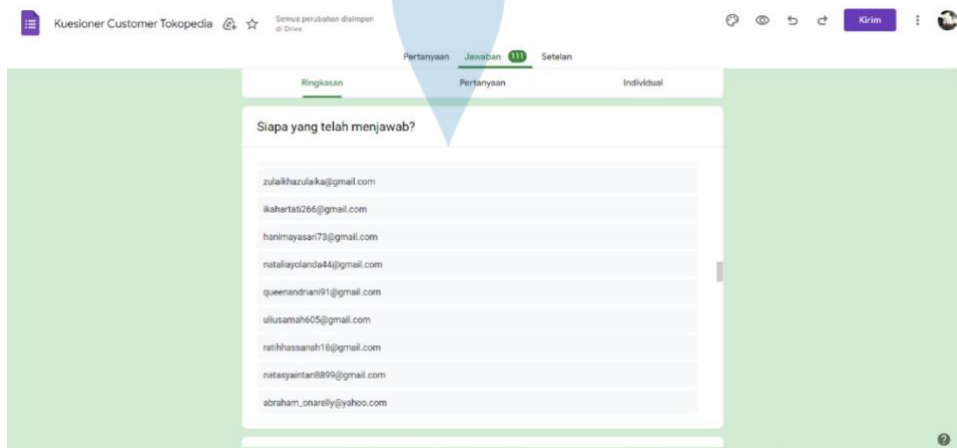 Kuesioner Customer Tokopedia
Semua perubahan disimpan
di Drive
Kirim
Pertanyaan Jawaban 111 Setelan
Ringkasan Pertanyaan Individual
Siapa yang telah menjawab?
zulaikhazulaika@gmail.com
ikahartati266@gmail.com
hanimayasari73@gmail.com
nataliayolanda44@gmail.com
queenandriani91@gmail.com
uliusamah605@gmail.com
ratihhassanah18@gmail.com
natasyaintan8899@gmail.com
abraham_onarelly@yahoo.com